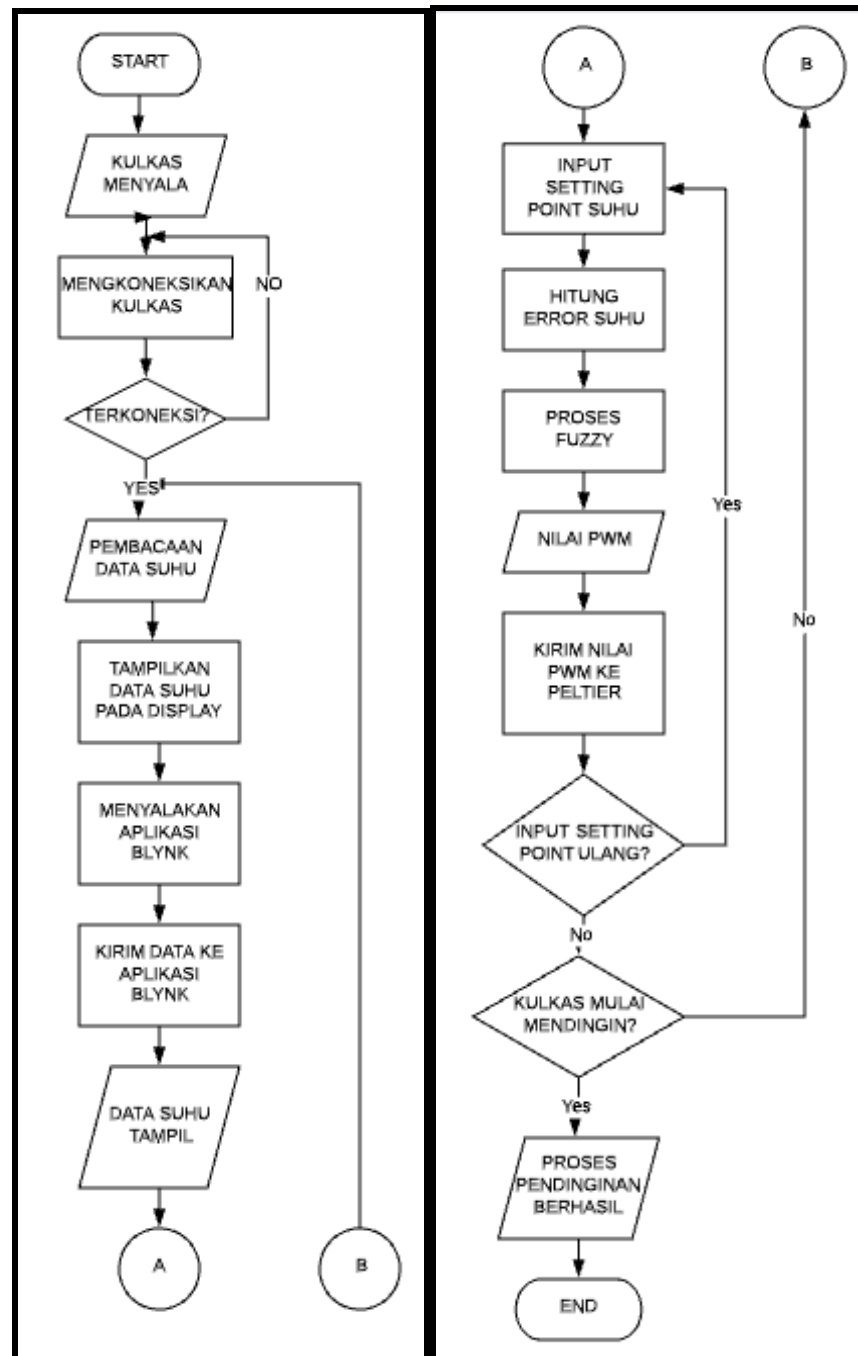 START
KULKAS
MENYALA
MENGKONEKSIKAN
KULKAS
NO
TERKONEKSI?
YES
PEMBACAAN
DATA SUHU
TAMPILKAN
DATA SUHU
PADA DISPLAY
MENYALAKAN
APLIKASI
BLYNK
KIRIM DATA KE
APLIKASI
BLYNK
DATA SUHU
TAMPIL
A
B
A
B
INPUT
SETTING
POINT SUHU
HITUNG
ERROR SUHU
PROSES
FUZZY
Yes
NILAI PWM
No
KIRIM NILAI
PWM KE
PELTIER
INPUT SETTING
POINT ULANG?
No
KULKAS MULAI
MENDINGIN?
Yes
PROSES
PENDINGINAN
BERHASIL
END